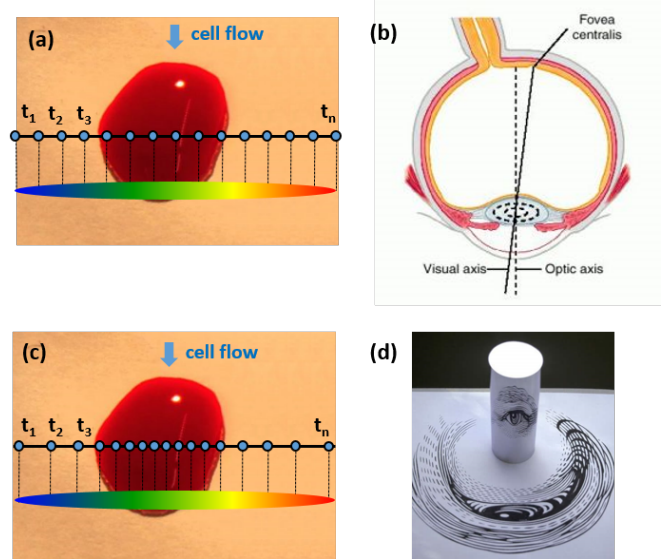 (a)
cell flow
t1 t2 t3 tn
(b)
Fovea
centralis
Visual axis
Optic axis
(c)
cell flow
t1 t2 t3 tn
(d)